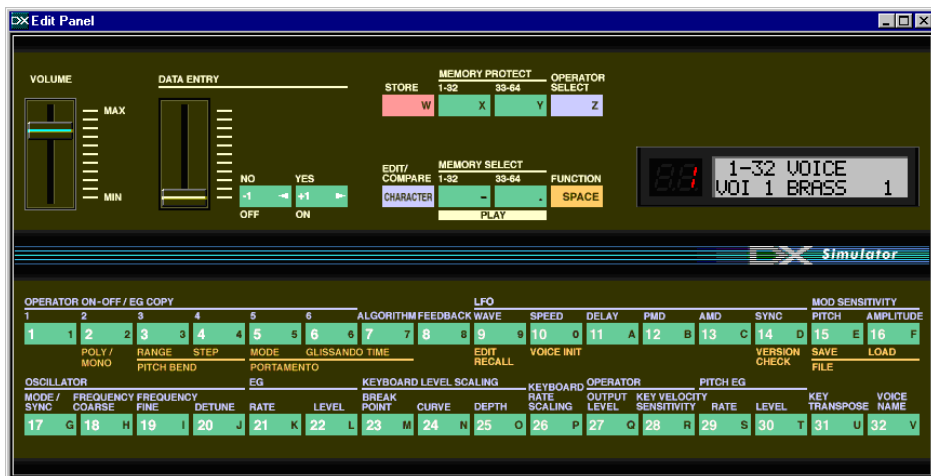 DX Edit Panel
VOLUME
DATA ENTRY
MEMORY PROTECT
OPERATOR
STORE 1-32 33-64 SELECT
MAX
W X Y Z
1-32 VOICE
VOI 1 BRASS 1
1
EDIT/
MEMORY SELECT
NO YES
COMPARE 1-32 33-64 FUNCTION
MIN
-1 +1
CHARACTER - . SPACE
OFF ON
PLAY
DX Simulator
OPERATOR ON-OFF / EG COPY
LFO
MOD SENSITIVITY
1 2 3 4 5 6 ALGORITHM FEEDBACK WAVE SPEED DELAY PMD AMD SYNC PITCH AMPLITUDE
1 1 2 2 3 3 4 4 5 5 6 6 7 7 8 8 9 9 10 0 11 A 12 B 13 C 14 D 15 E 16 F
POLY / RANGE STEP MODE GLISSANDO TIME EDIT VOICE INIT VERSION SAVE LOAD
MONO PITCH BEND PORTAMENTO RECALL CHECK FILE
OSCILLATOR EG KEYBOARD LEVEL SCALING KEYBOARD OPERATOR PITCH EG
MODE / FREQUENCY FREQUENCY BREAK RATE OUTPUT KEY VELOCITY KEY VOICE
SYNC COARSE FINE DETUNE RATE LEVEL POINT CURVE DEPTH SCALING LEVEL SENSITIVITY RATE LEVEL TRANSPOSE NAME
17 G 18 H 19 I 20 J 21 K 22 L 23 M 24 N 25 O 26 P 27 Q 28 R 29 S 30 T 31 U 32 V